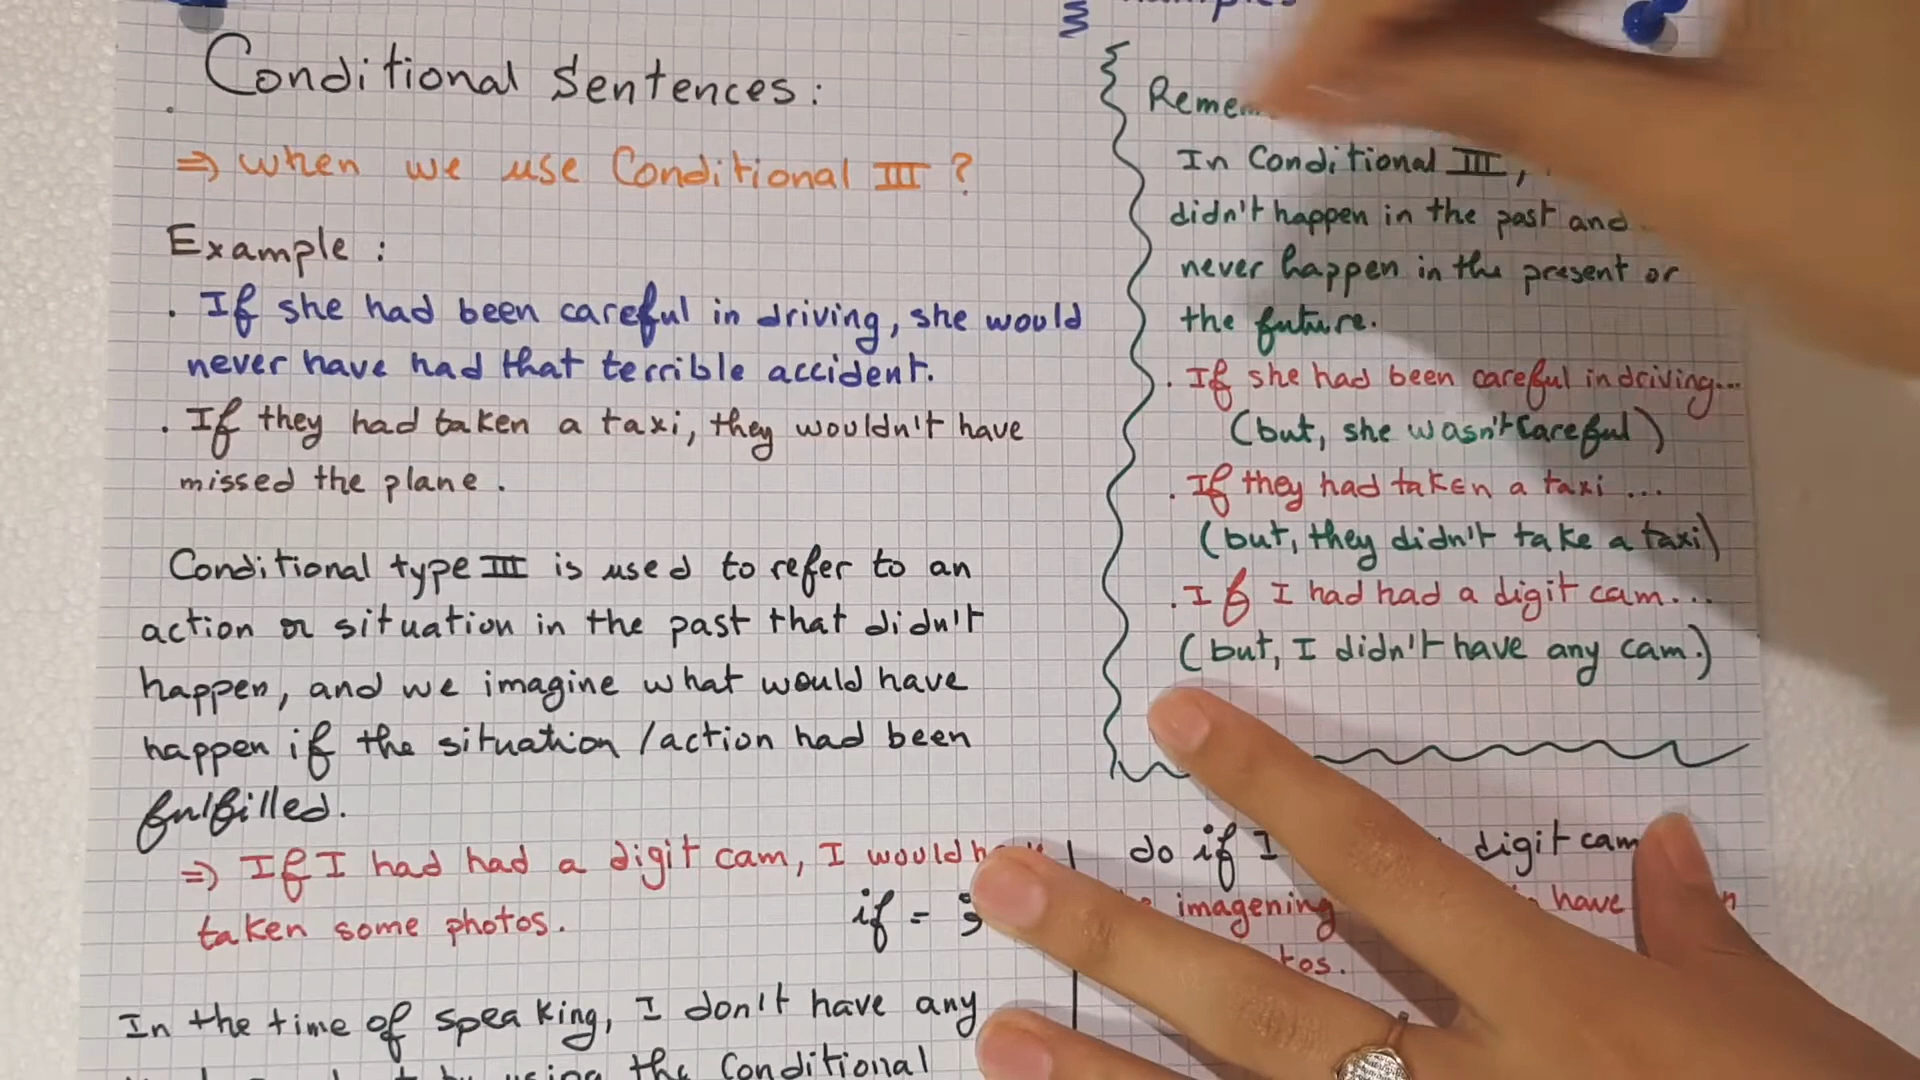 Conditional Sentences:
⇒ When we use Conditional III ?
Example :
. If she had been careful in driving, she would
never have had that terrible accident.
. If they had taken a taxi, they wouldn't have
missed the plane.
Conditional type III is used to refer to an
action or situation in the past that didn't
happen, and we imagine what would have
happen if the situation / action had been
fulfilled.
⇒ If I had had a digit cam, I would
taken some photos.
if =
In the time of speaking, I don't have any
the Conditional
In Conditional III,
didn't happen in the past and
never happen in the present or
the future.
. If she had been careful in driving...
(but, she wasn't careful)
. If they had taken a taxi ...
(but, they didn't take a taxi)
. If I had had a digit cam...
(but, I didn't have any cam.)
do if I digit cam
imagening have